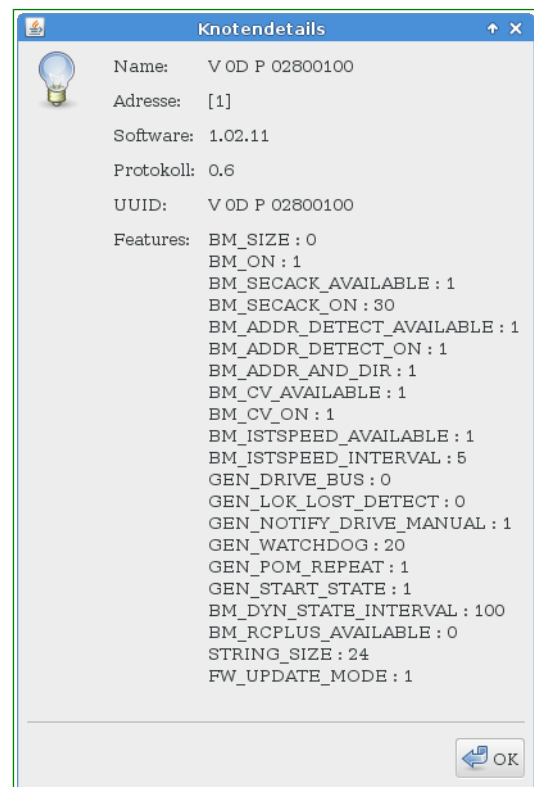 Knotendetails
Name: V 0D P 02800100
Adresse: [1]
Software: 1.02.11
Protokoll: 0.6
UUID: V 0D P 02800100
Features: BM_SIZE : 0
BM_ON : 1
BM_SECACK_AVAILABLE : 1
BM_SECACK_ON : 30
BM_ADDR_DETECT_AVAILABLE : 1
BM_ADDR_DETECT_ON : 1
BM_ADDR_AND_DIR : 1
BM_CV_AVAILABLE : 1
BM_CV_ON : 1
BM_ISTSPEED_AVAILABLE : 1
BM_ISTSPEED_INTERVAL : 5
GEN_DRIVE_BUS : 0
GEN_LOK_LOST_DETECT : 0
GEN_NOTIFY_DRIVE_MANUAL : 1
GEN_WATCHDOG : 20
GEN_POM_REPEAT : 1
GEN_START_STATE : 1
BM_DYN_STATE_INTERVAL : 100
BM_RCPLUS_AVAILABLE : 0
STRING_SIZE : 24
FW_UPDATE_MODE : 1
OK